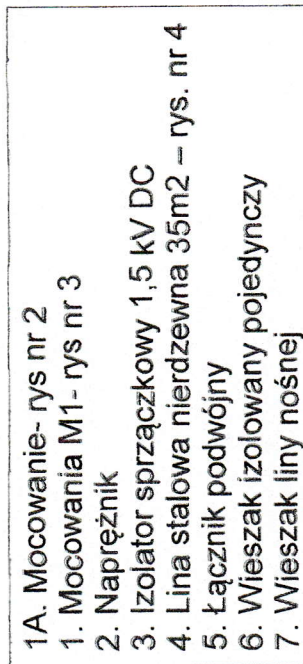 1A. Mocowanie- rys nr 2
1. Mocowania M1- rys nr 3
2. Naprężnik
3. Izolator sprzączkowy 1,5 kV DC
4. Lina stalowa nierdzewna 35m2 – rys. nr 4
5. Łącznik podwójny
6. Wieszak izolowany pojedynczy
7. Wieszak liny nośnej